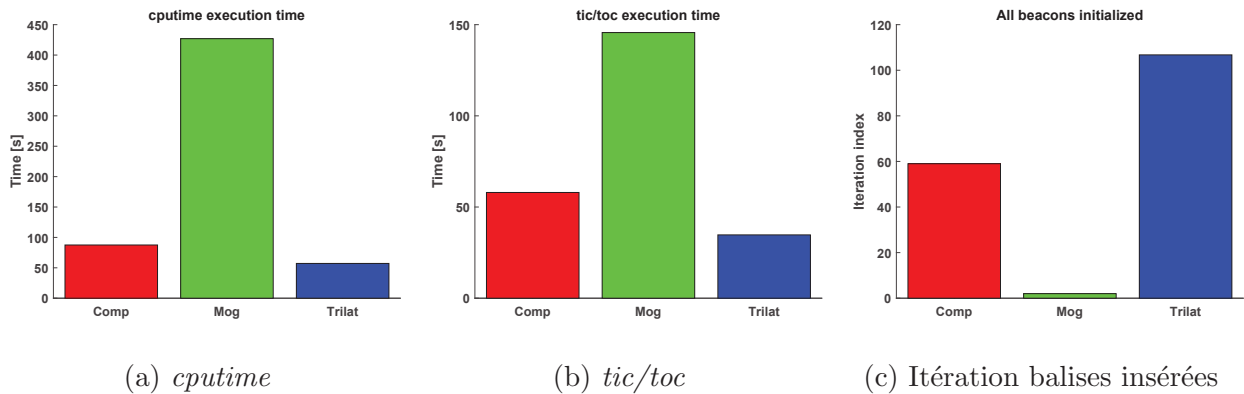 cputime execution time
Time [s]
450
400
350
300
250
200
150
100
50
0
Comp Mog Trilat
(a) cputime
tic/toc execution time
Time [s]
150
100
50
0
Comp Mog Trilat
(b) tic/toc
All beacons initialized
Iteration index
120
100
80
60
40
20
0
Comp Mog Trilat
(c) Itération balises insérées